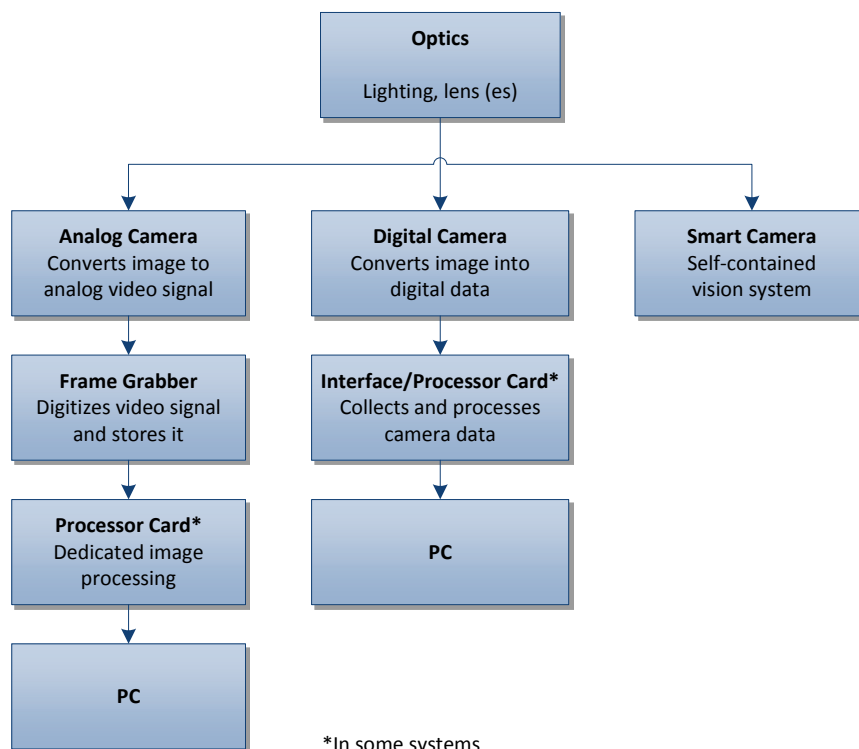 Optics
Lighting, lens (es)
Analog Camera
Converts image to
analog video signal
Digital Camera
Converts image into
digital data
Smart Camera
Self-contained
vision system
Frame Grabber
Digitizes video signal
and stores it
Interface/Processor Card*
Collects and processes
camera data
Processor Card*
Dedicated image
processing
PC
PC
*In some systems